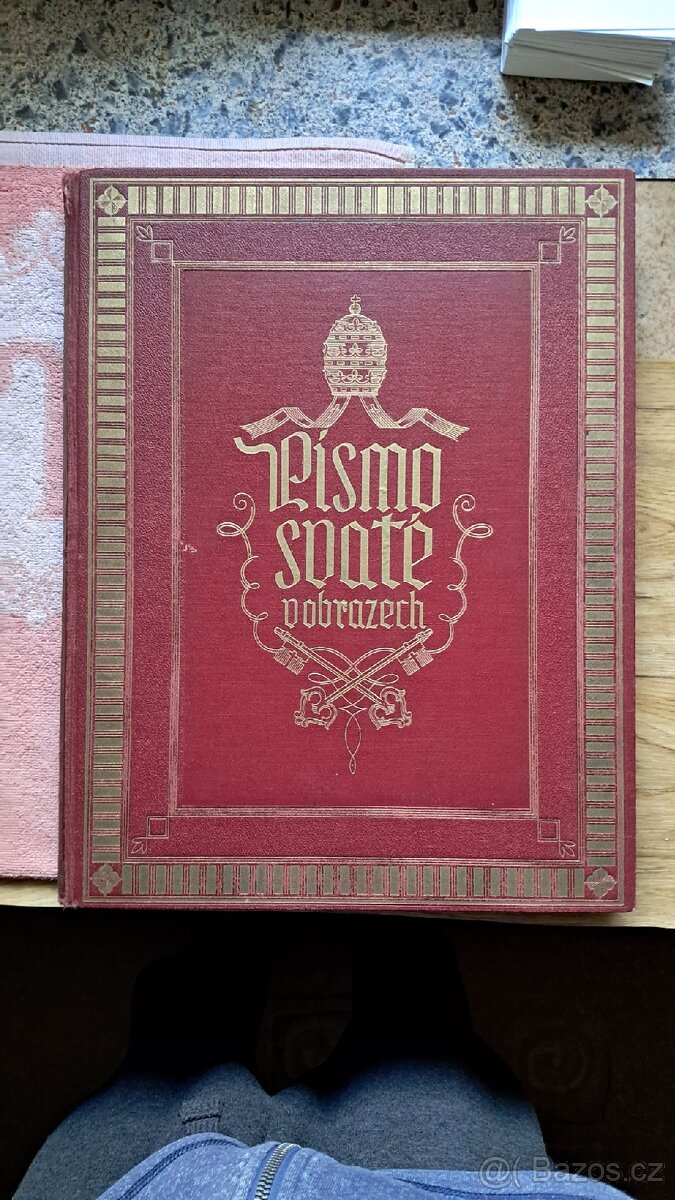 Písmo
svaté
v obrazech
@( Bazos.cz